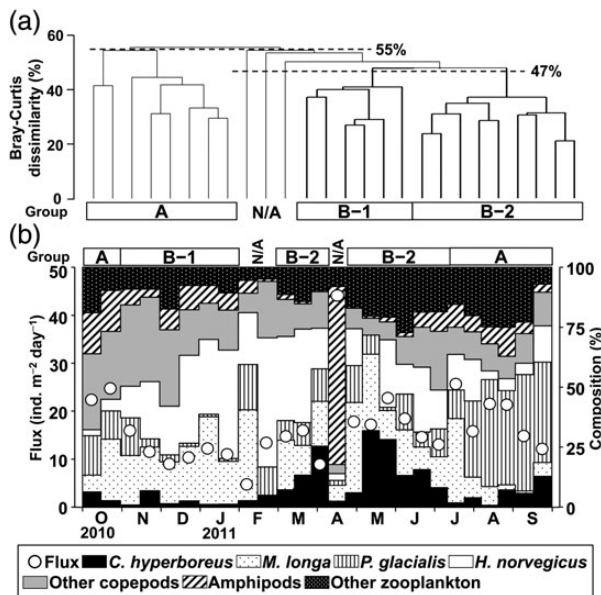 (a)
60
55%
47%
40
20
0
Bray-Curtis
dissimilarity (%)
Group
A
N/A
B-1
B-2
(b)
Group
A
B-1
N/A
B-2
N/A
B-2
A
50
40
30
20
10
0
Flux (ind. m⁻² day⁻¹)
100
75
50
25
0
Composition (%)
O N D J F M A M J J A S
2010 2011
Flux C. hyperboreus M. longa P. glacialis H. norvegicus
Other copepods Amphipods Other zooplankton